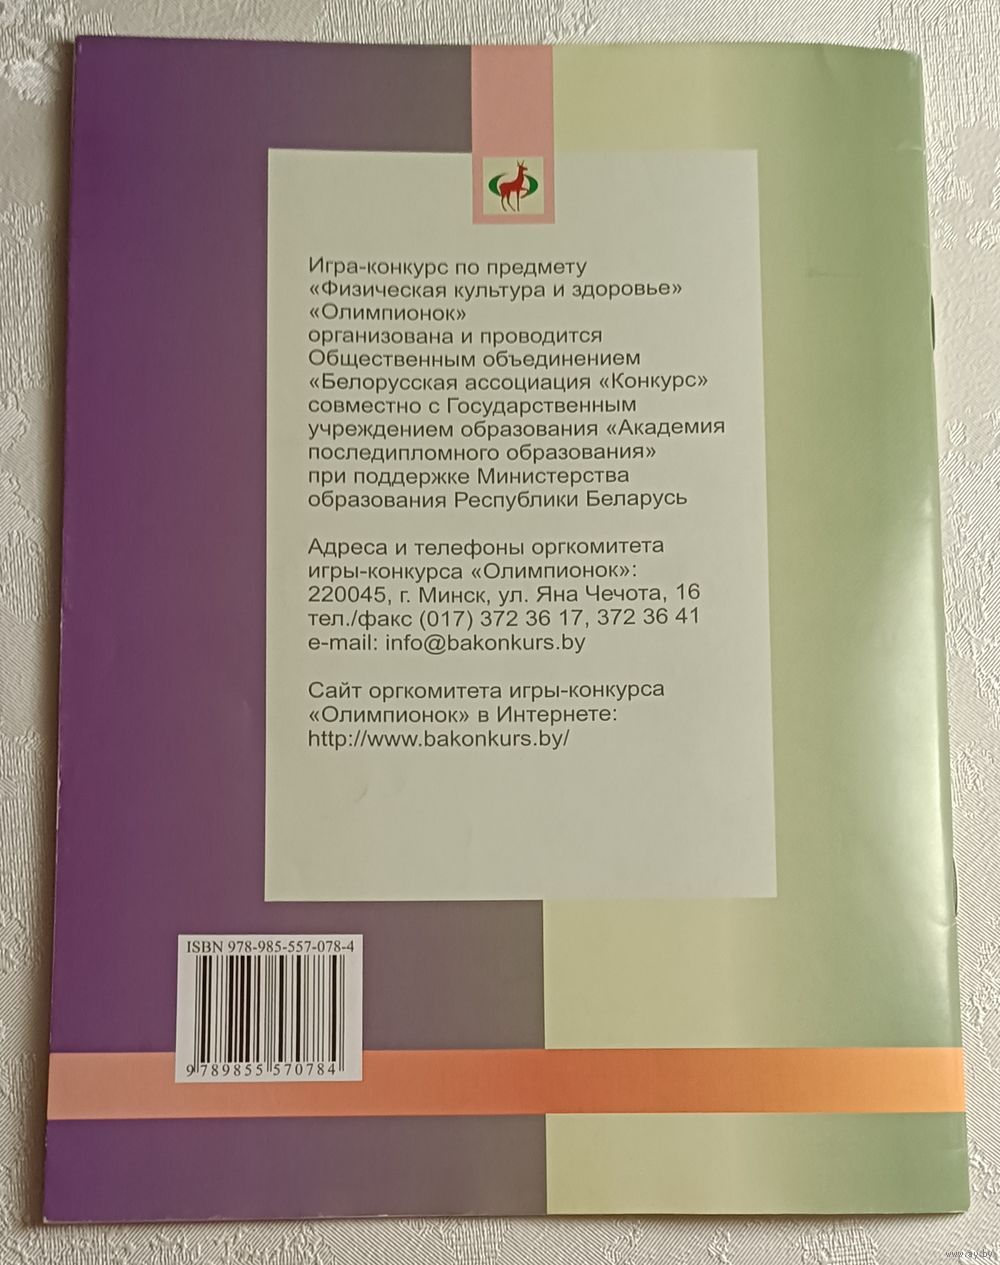 Игра-конкурс по предмету
«Физическая культура и здоровье»
«Олимпионок»
организована и проводится
Общественным объединением
«Белорусская ассоциация «Конкурс»
совместно с Государственным
учреждением образования «Академия
последипломного образования»
при поддержке Министерства
образования Республики Беларусь
Адреса и телефоны оргкомитета
игры-конкурса «Олимпионок»:
220045, г. Минск, ул. Яна Чечота, 16
тел./факс (017) 372 36 17, 372 36 41
e-mail: info@bakonkurs.by
Сайт оргкомитета игры-конкурса
«Олимпионок» в Интернете:
http://www.bakonkurs.by/
ISBN 978-985-557-078-4
9 789855 570784
www.ay.by